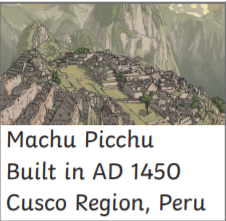 Machu Picchu
Built in AD 1450
Cusco Region, Peru